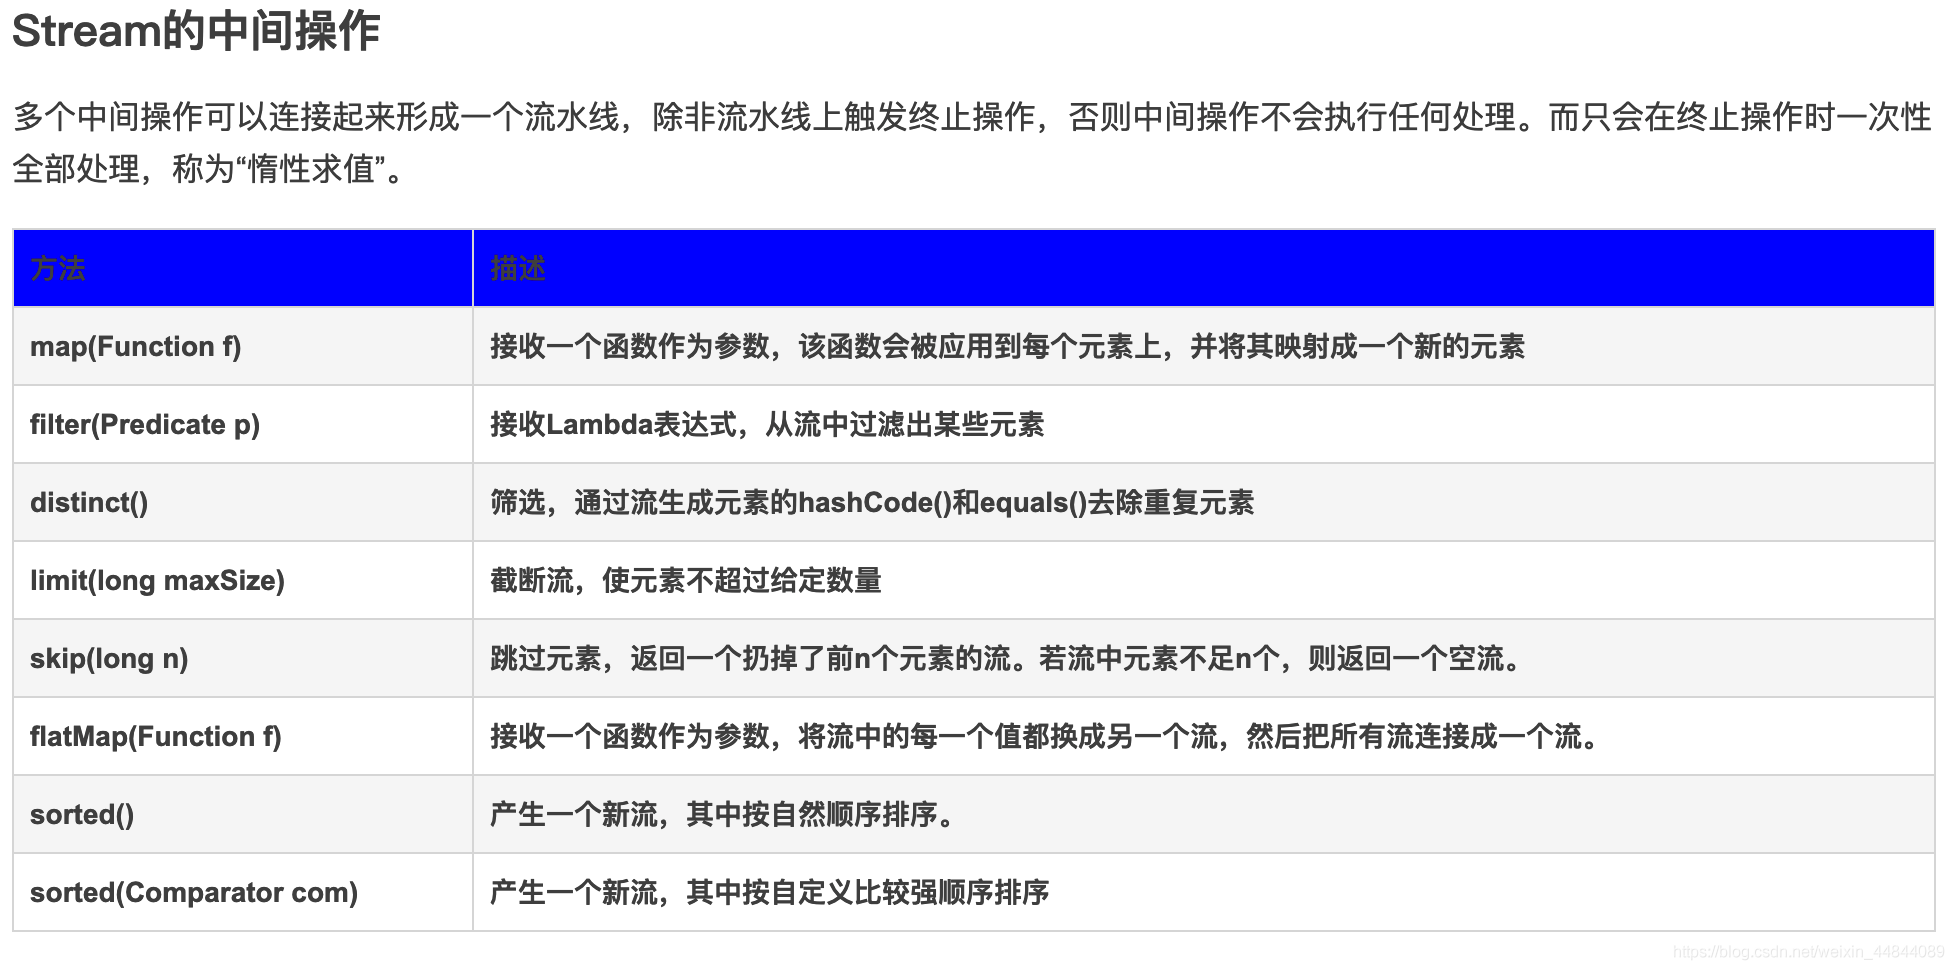 Stream的中间操作
多个中间操作可以连接起来形成一个流水线，除非流水线上触发终止操作，否则中间操作不会执行任何处理。而只会在终止操作时一次性
全部处理，称为“惰性求值”。
方法 描述
map(Function f) 接收一个函数作为参数，该函数会被应用到每个元素上，并将其映射成一个新的元素
filter(Predicate p) 接收Lambda表达式，从流中过滤出某些元素
distinct() 筛选，通过流生成元素的hashCode()和equals()去除重复元素
limit(long maxSize) 截断流，使元素不超过给定数量
skip(long n) 跳过元素，返回一个扔掉了前n个元素的流。若流中元素不足n个，则返回一个空流。
flatMap(Function f) 接收一个函数作为参数，将流中的每一个值都换成另一个流，然后把所有流连接成一个流。
sorted() 产生一个新流，其中按自然顺序排序。
sorted(Comparator com) 产生一个新流，其中按自定义比较强顺序排序
https://blog.csdn.net/weixin_44844089